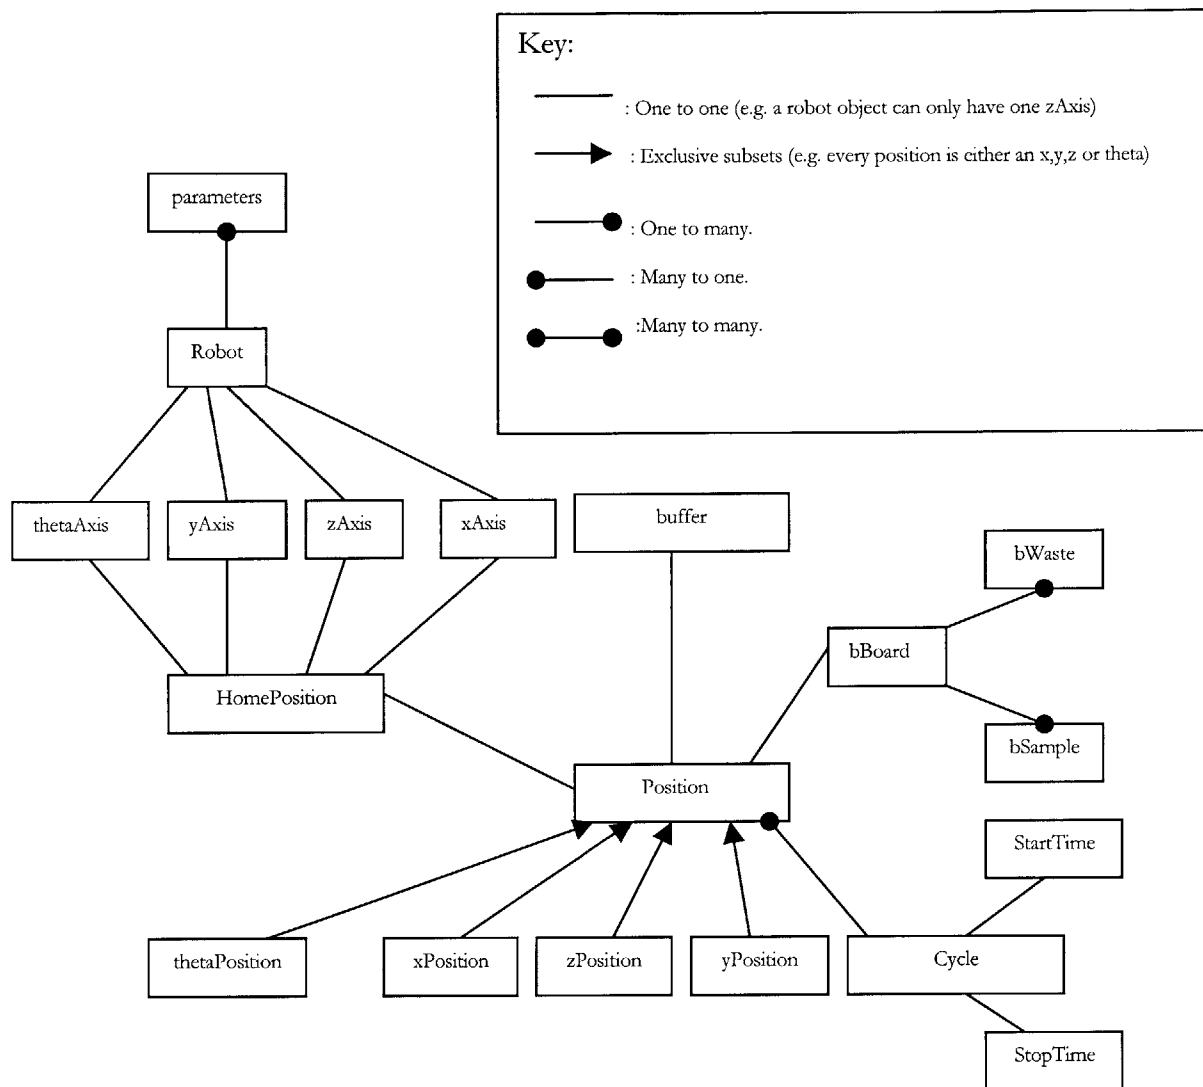 Key:
: One to one (e.g. a robot object can only have one zAxis)
: Exclusive subsets (e.g. every position is either an x,y,z or theta)
: One to many.
: Many to one.
:Many to many.
parameters
Robot
thetaAxis
yAxis
zAxis
xAxis
buffer
bWaste
bBoard
HomePosition
bSample
Position
StartTime
thetaPosition
xPosition
zPosition
yPosition
Cycle
StopTime